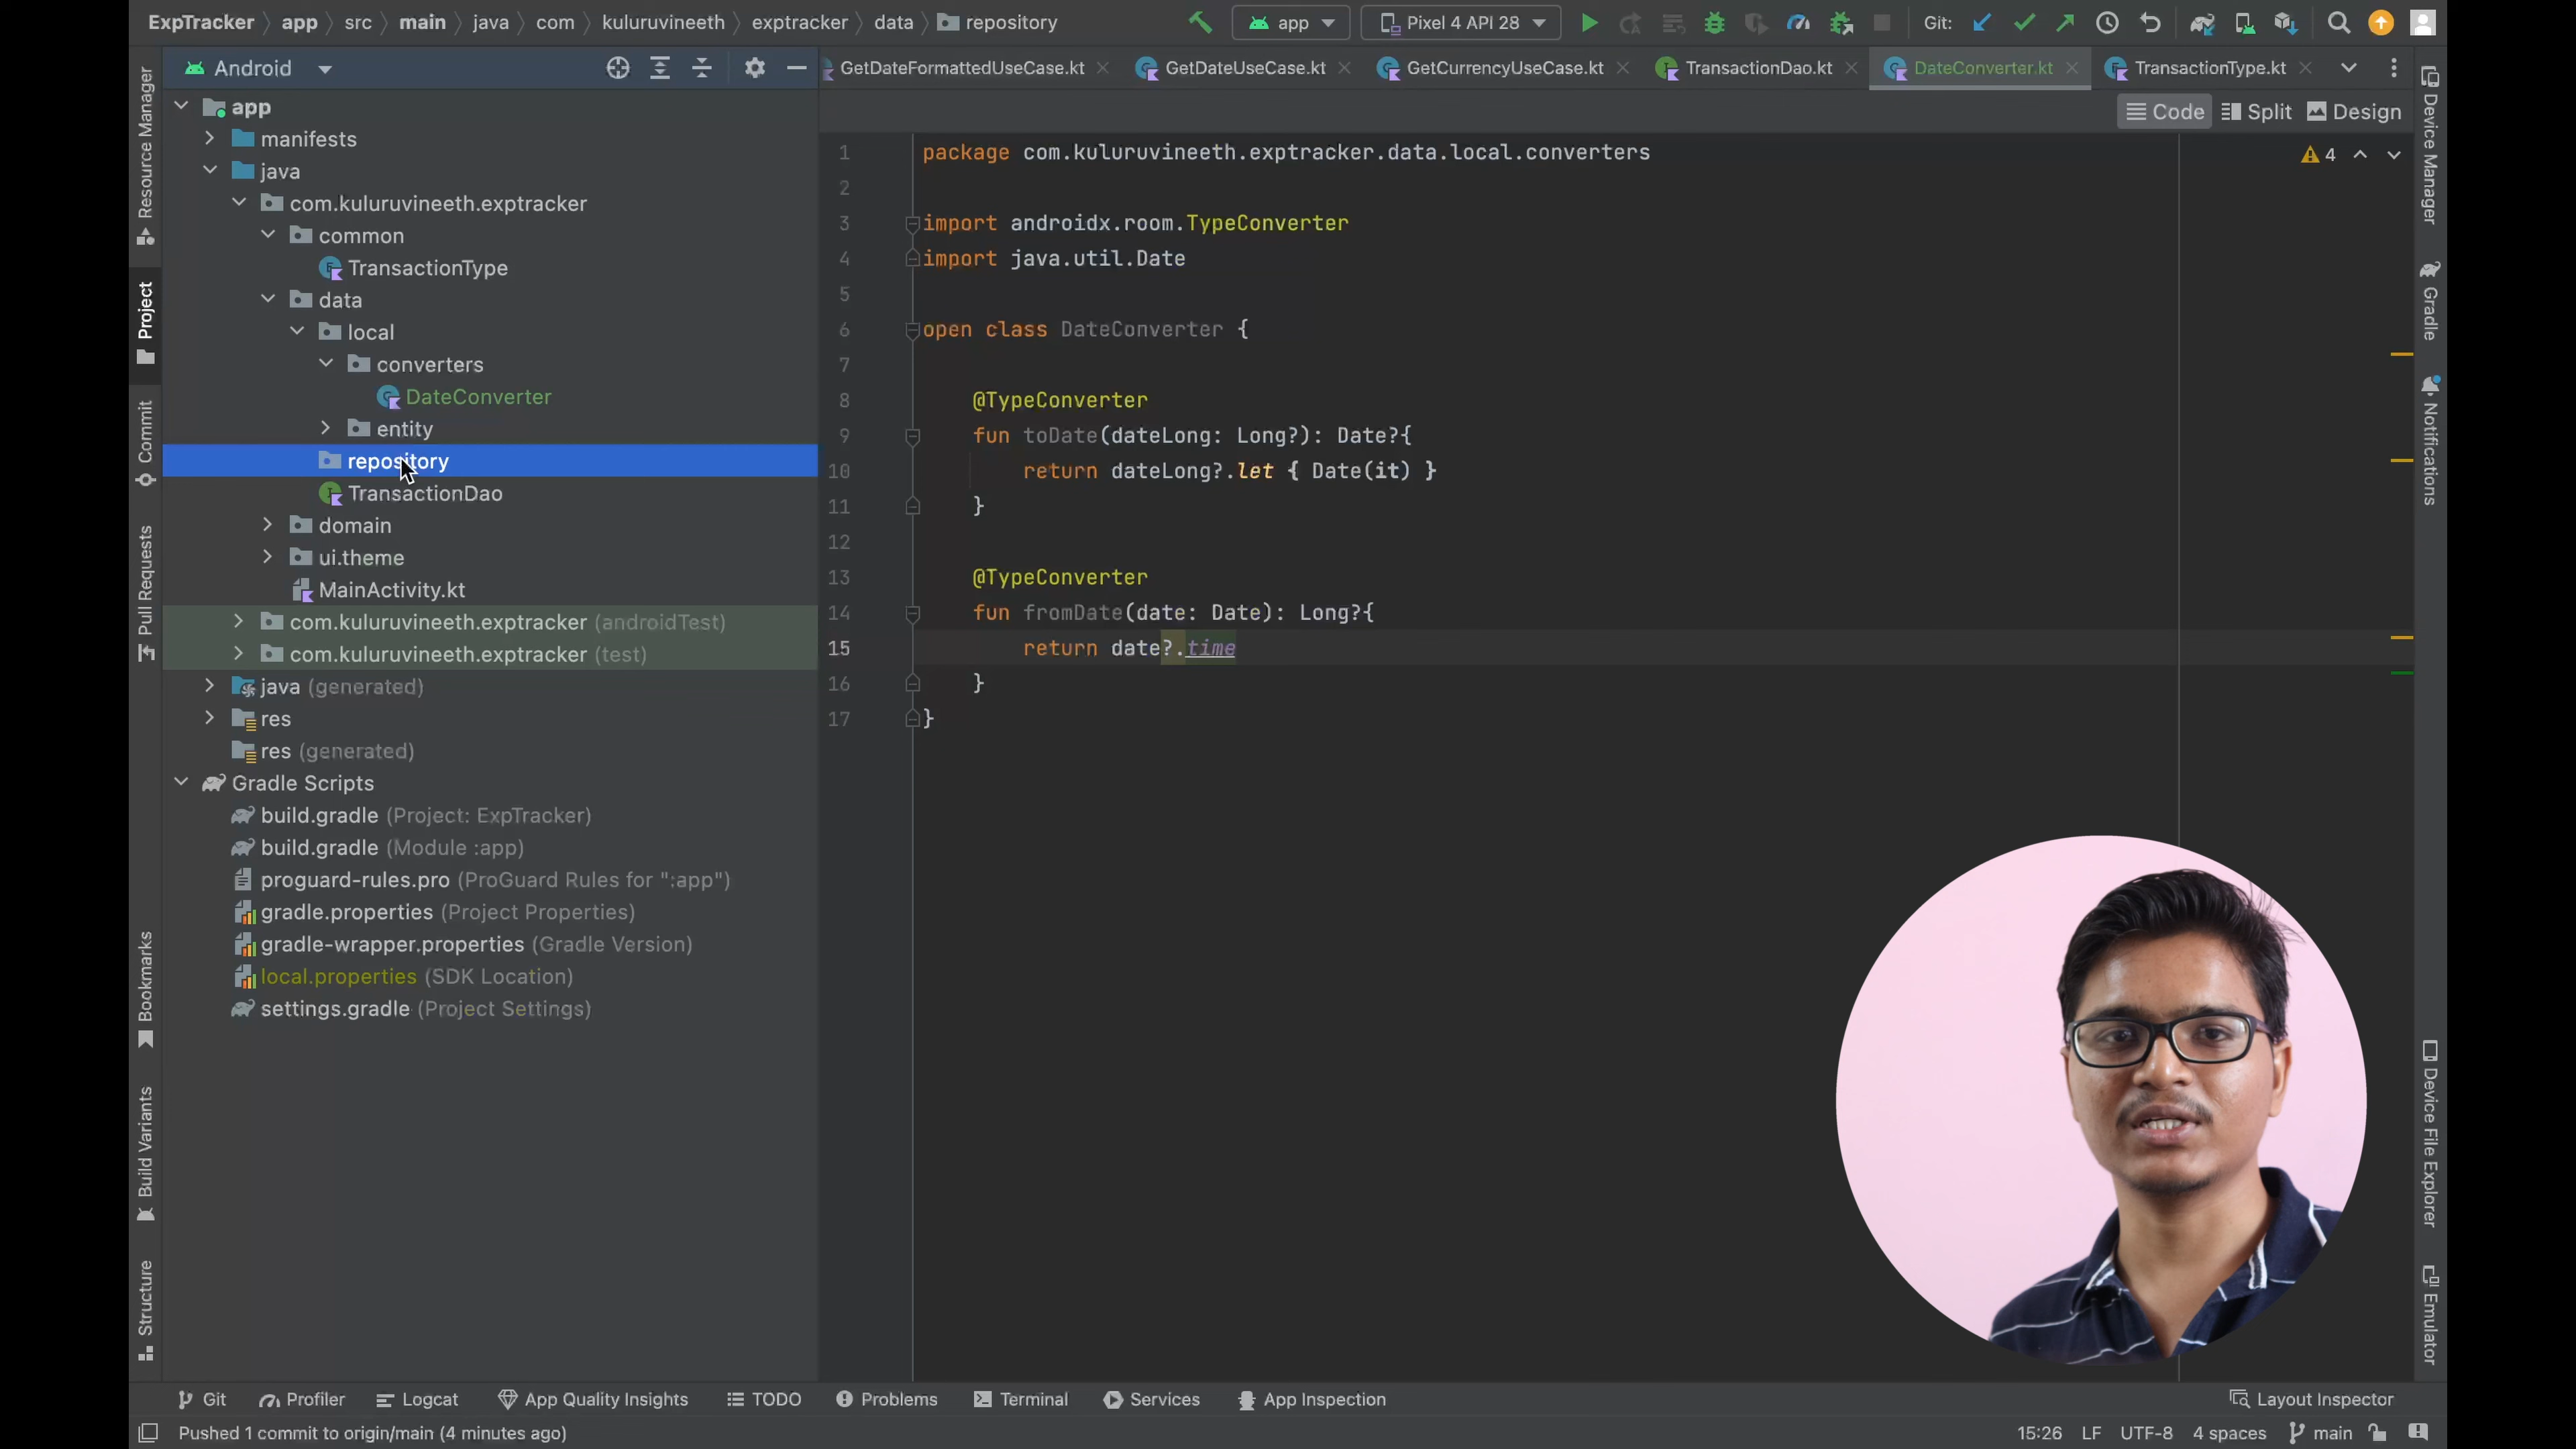 ExpTracker app src main java com kuluruvineeth exptracker data repository app Pixel 4 API 28 Git:
Android
GetDateFormattedUseCase.kt GetDateUseCase.kt GetCurrencyUseCase.kt TransactionDao.kt DateConverter.kt TransactionType.kt
Code Split Design
app
manifests
java
com.kuluruvineeth.exptracker
common
TransactionType
data
local
converters
DateConverter
entity
repository
TransactionDao
domain
ui.theme
MainActivity.kt
com.kuluruvineeth.exptracker (androidTest)
com.kuluruvineeth.exptracker (test)
java (generated)
res
res (generated)
Gradle Scripts
build.gradle (Project: ExpTracker)
build.gradle (Module :app)
proguard-rules.pro (ProGuard Rules for ":app")
gradle.properties (Project Properties)
gradle-wrapper.properties (Gradle Version)
local.properties (SDK Location)
settings.gradle (Project Settings)
1 package com.kuluruvineeth.exptracker.data.local.converters
2
3 import androidx.room.TypeConverter
4 import java.util.Date
5
6 open class DateConverter {
7
8 @TypeConverter
9 fun toDate(dateLong: Long?): Date?{
10 return dateLong?.let { Date(it) }
11 }
12
13 @TypeConverter
14 fun fromDate(date: Date): Long?{
15 return date?.time
16 }
17 }
4
Resource Manager
Project
Commit
Pull Requests
Bookmarks
Build Variants
Structure
Device Manager
Gradle
Notifications
Device File Explorer
Emulator
Git Profiler Logcat App Quality Insights TODO Problems Terminal Services App Inspection Layout Inspector
Pushed 1 commit to origin/main (4 minutes ago) 15:26 LF UTF-8 4 spaces main